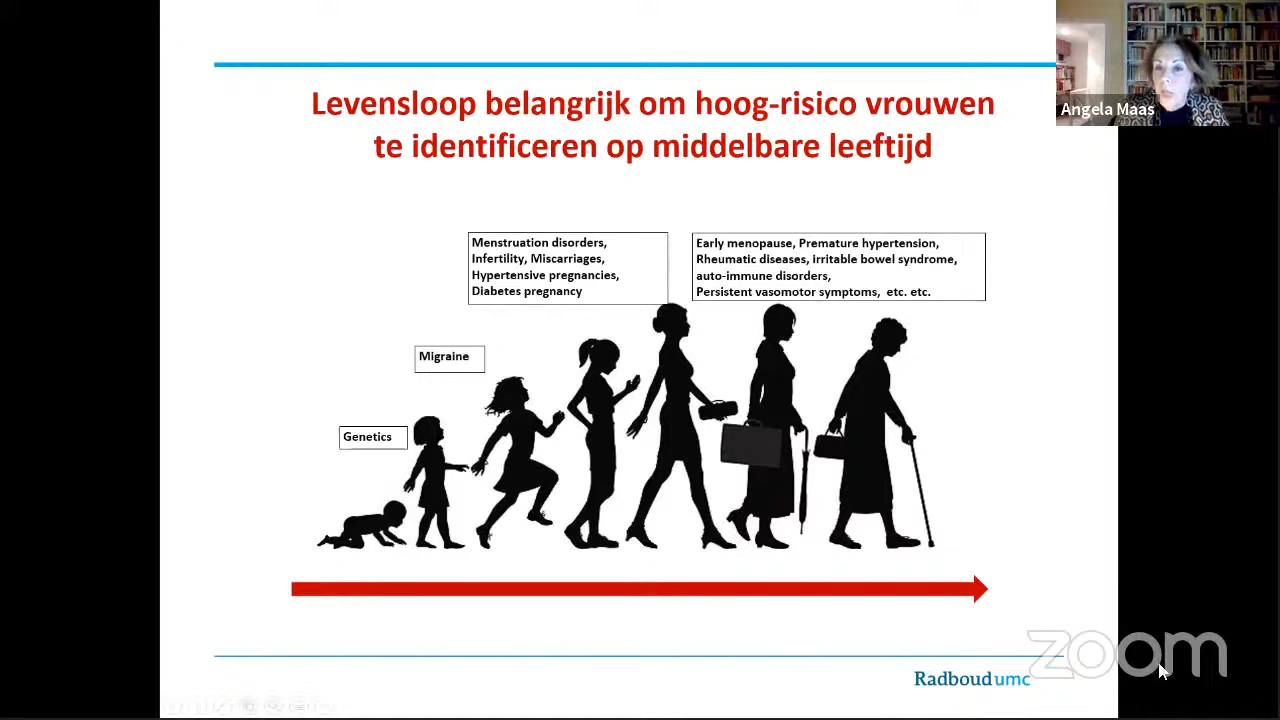 Levensloop belangrijk om hoog-risico vrouwen
te identificeren op middelbare leeftijd
Angela Maas
Menstruation disorders,
Infertility, Miscarriages,
Hypertensive pregnancies,
Diabetes pregnancy
Early menopause, Premature hypertension,
Rheumatic diseases, irritable bowel syndrome,
auto-immune disorders,
Persistent vasomotor symptoms, etc. etc.
Migraine
Genetics
zoom
Radboudumc